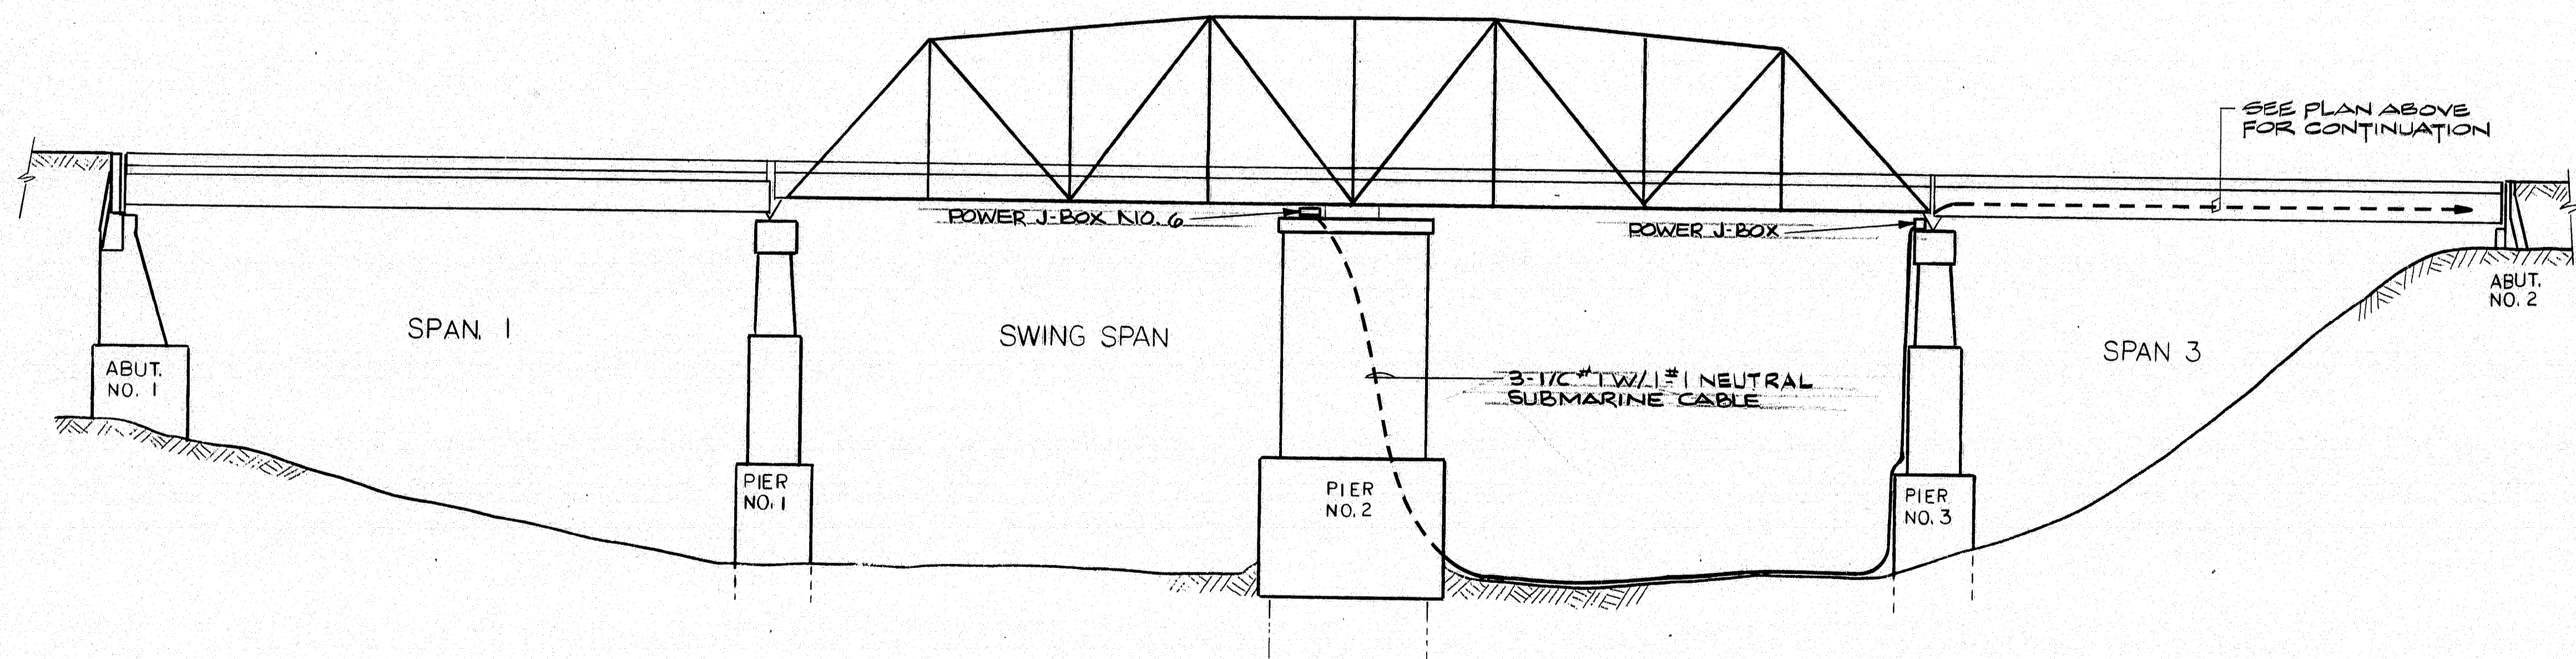 SEE PLAN ABOVE
FOR CONTINUATION
POWER J-BOX NO. 6
POWER J-BOX
ABUT.
NO. 2
SPAN. 1
SWING SPAN
SPAN 3
ABUT.
NO. 1
3-1/C #1 W/1-#1 NEUTRAL
SUBMARINE CABLE
PIER
NO. 1
PIER
NO. 2
PIER
NO. 3